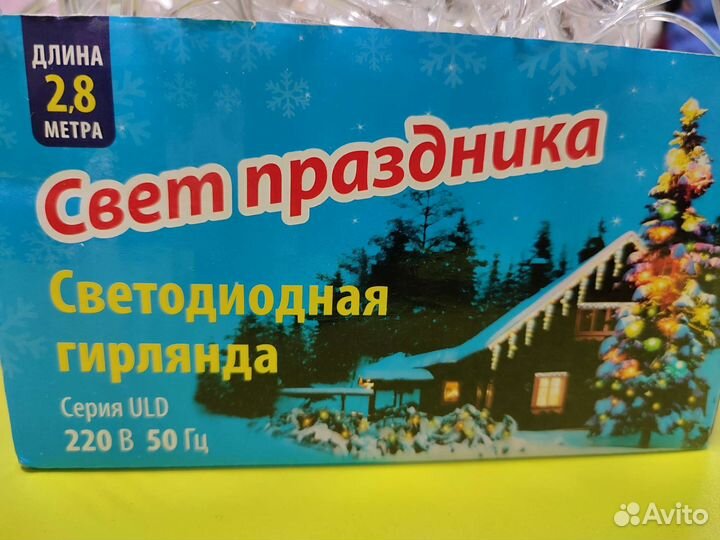 ДЛИНА
2,8
МЕТРА
Свет праздника
Светодиодная
гирлянда
Серия ULD
220 В 50 Гц
Avito